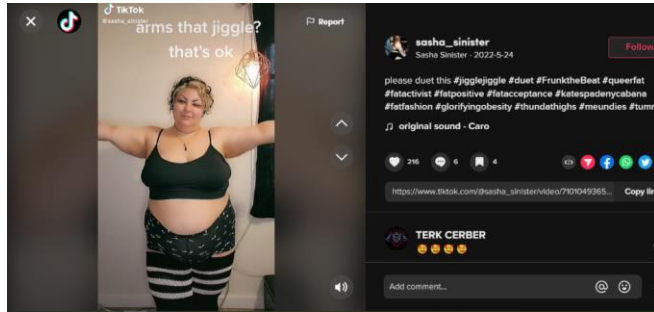 TikTok
@sasha_sinister
arms that jiggle?
that's ok
Report
sasha_sinister
Sasha Sinister · 2022-5-24
Follow
please duet this #jigglejiggle #duet #FrunktheBeat #queerfat
#fatactivist #fatpositive #fatacceptance #katespadenycabana
#fatfashion #glorifyingobesity #thundathighs #meundies #tumm
original sound - Caro
216
6
4
https://www.tiktok.com/@sasha_sinister/video/7101049365...
Copy lin
TERK CERBER
Add comment...